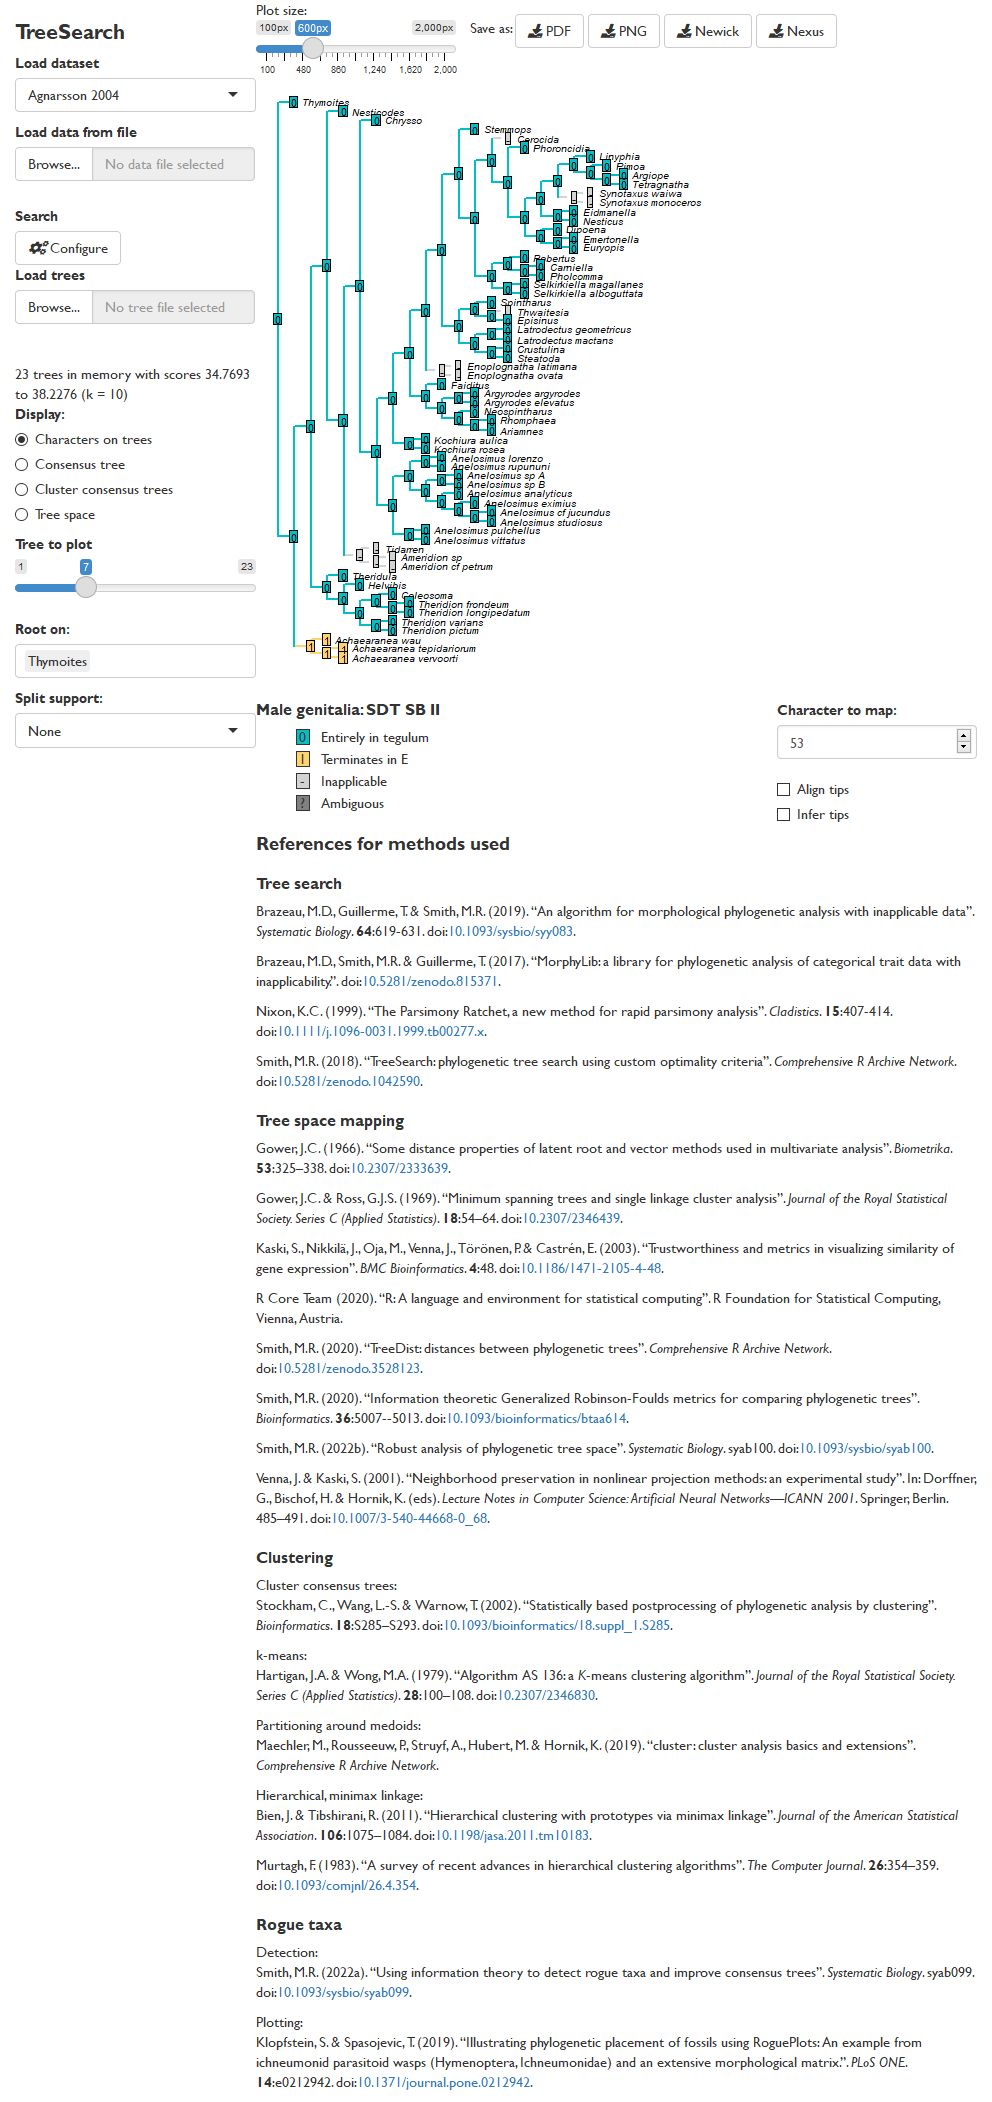 TreeSearch
Load dataset
Agnarsson 2004
Load data from file
Browse... No data file selected
Search
Configure
Load trees
Browse... No tree file selected
23 trees in memory with scores 34.7693
to 38.2276 (k = 10)
Display:
Characters on trees
Consensus tree
Cluster consensus trees
Tree space
Tree to plot
1 7 23
Root on:
Thymoites
Split support:
None
Plot size:
100px 600px 2,000px
100 480 860 1,240 1,620 2,000
Save as: PDF PNG Newick Nexus
Thymoites
Nesticodes
Chrysso
Stemmops
Cerocida
Phoroncidia
Linyphia
Pimoa
Argiope
Tetragnatha
Synotaxus waiwa
Synotaxus monoceros
Eidmanella
Nesticus
Dipoena
Emertonella
Euryopis
Robertus
Carniella
Pholcomma
Selkirkiella magallanes
Selkirkiella alboguttata
Spintharus
Thwaitesia
Episinus
Latrodectus geometricus
Latrodectus mactans
Crustulina
Steatoda
Enoplognatha latimana
Enoplognatha ovata
Faiditus
Argyrodes argyrodes
Argyrodes elevatus
Neospintharus
Rhomphaea
Ariamnes
Kochiura aulica
Kochiura rosea
Anelosimus lorenzo
Anelosimus rupununi
Anelosimus sp A
Anelosimus sp B
Anelosimus analyticus
Anelosimus eximius
Anelosimus cf jucundus
Anelosimus studiosus
Anelosimus pulchellus
Anelosimus vittatus
Tidarren
Ameridion sp
Ameridion cf petrum
Theridula
Helvibis
Coleosoma
Theridion frondeum
Theridion longipedatum
Theridion varians
Theridion pictum
Achaearanea wau
Achaearanea tepidariorum
Achaearanea vervoorti
Male genitalia: SDT SB II
0 Entirely in tegulum
1 Terminates in E
- Inapplicable
? Ambiguous
Character to map:
53
Align tips
Infer tips
References for methods used
Tree search
Brazeau, M.D., Guillerme, T. & Smith, M.R. (2019). “An algorithm for morphological phylogenetic analysis with inapplicable data”.
Systematic Biology. 64:619-631. doi:10.1093/sysbio/syy083.
Brazeau, M.D., Smith, M.R. & Guillerme, T. (2017). “MorphyLib: a library for phylogenetic analysis of categorical trait data with
inapplicability.”. doi:10.5281/zenodo.815371.
Nixon, K.C. (1999). “The Parsimony Ratchet, a new method for rapid parsimony analysis”. Cladistics. 15:407-414.
doi:10.1111/j.1096-0031.1999.tb00277.x.
Smith, M.R. (2018). “TreeSearch: phylogenetic tree search using custom optimality criteria”. Comprehensive R Archive Network.
doi:10.5281/zenodo.1042590.
Tree space mapping
Gower, J.C. (1966). “Some distance properties of latent root and vector methods used in multivariate analysis”. Biometrika.
53:325–338. doi:10.2307/2333639.
Gower, J.C. & Ross, G.J.S. (1969). “Minimum spanning trees and single linkage cluster analysis”. Journal of the Royal Statistical
Society. Series C (Applied Statistics). 18:54–64. doi:10.2307/2346439.
Kaski, S., Nikkilä, J., Oja, M., Venna, J., Törönen, P. & Castrén, E. (2003). “Trustworthiness and metrics in visualizing similarity of
gene expression”. BMC Bioinformatics. 4:48. doi:10.1186/1471-2105-4-48.
R Core Team (2020). “R: A language and environment for statistical computing”. R Foundation for Statistical Computing,
Vienna, Austria.
Smith, M.R. (2020). “TreeDist: distances between phylogenetic trees”. Comprehensive R Archive Network.
doi:10.5281/zenodo.3528123.
Smith, M.R. (2020). “Information theoretic Generalized Robinson-Foulds metrics for comparing phylogenetic trees”.
Bioinformatics. 36:5007--5013. doi:10.1093/bioinformatics/btaa614.
Smith, M.R. (2022b). “Robust analysis of phylogenetic tree space”. Systematic Biology. syab100. doi:10.1093/sysbio/syab100.
Venna, J. & Kaski, S. (2001). “Neighborhood preservation in nonlinear projection methods: an experimental study”. In: Dorffner,
G., Bischof, H. & Hornik, K. (eds). Lecture Notes in Computer Science: Artificial Neural Networks—ICANN 2001. Springer, Berlin.
485–491. doi:10.1007/3-540-44668-0_68.
Clustering
Cluster consensus trees:
Stockham, C., Wang, L.-S. & Warnow, T. (2002). “Statistically based postprocessing of phylogenetic analysis by clustering”.
Bioinformatics. 18:S285–S293. doi:10.1093/bioinformatics/18.suppl_1.S285.
k-means:
Hartigan, J.A. & Wong, M.A. (1979). “Algorithm AS 136: a K-means clustering algorithm”. Journal of the Royal Statistical Society.
Series C (Applied Statistics). 28:100–108. doi:10.2307/2346830.
Partitioning around medoids:
Maechler, M., Rousseeuw, P., Struyf, A., Hubert, M. & Hornik, K. (2019). “cluster: cluster analysis basics and extensions”.
Comprehensive R Archive Network.
Hierarchical, minimax linkage:
Bien, J. & Tibshirani, R. (2011). “Hierarchical clustering with prototypes via minimax linkage”. Journal of the American Statistical
Association. 106:1075–1084. doi:10.1198/jasa.2011.tm10183.
Murtagh, F. (1983). “A survey of recent advances in hierarchical clustering algorithms”. The Computer Journal. 26:354–359.
doi:10.1093/comjnl/26.4.354.
Rogue taxa
Detection:
Smith, M.R. (2022a). “Using information theory to detect rogue taxa and improve consensus trees”. Systematic Biology. syab099.
doi:10.1093/sysbio/syab099.
Plotting:
Klopfstein, S. & Spasojevic, T. (2019). “Illustrating phylogenetic placement of fossils using RoguePlots: An example from
ichneumonid parasitoid wasps (Hymenoptera, Ichneumonidae) and an extensive morphological matrix.”. PLoS ONE.
14:e0212942. doi:10.1371/journal.pone.0212942.